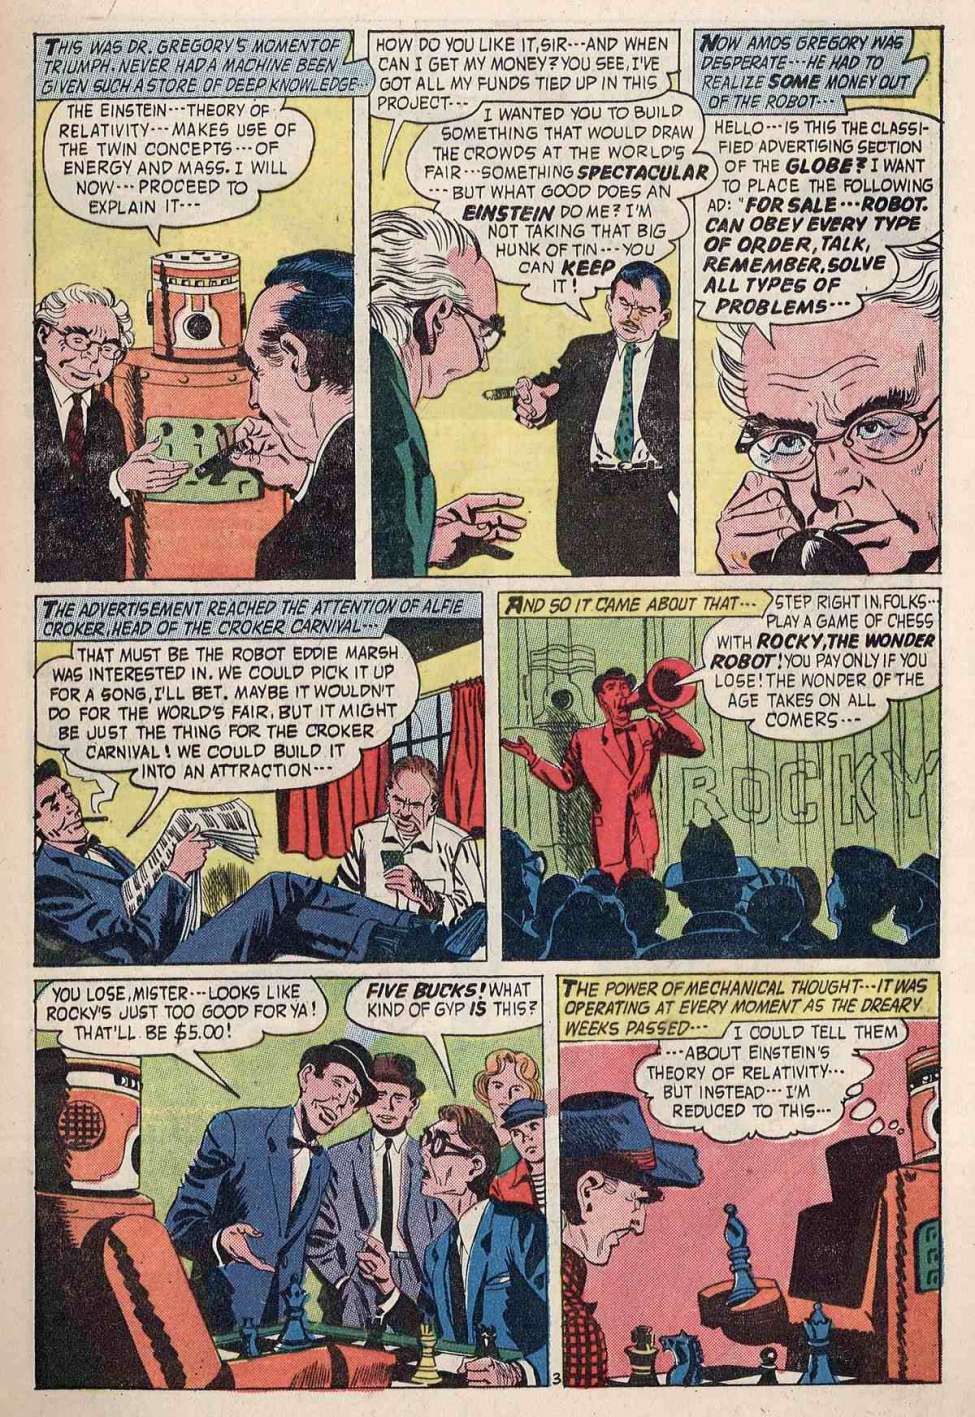 THIS WAS DR. GREGORY'S MOMENT OF
TRIUMPH. NEVER HAD A MACHINE BEEN
GIVEN SUCH A STORE OF DEEP KNOWLEDGE--
THE EINSTEIN---THEORY OF
RELATIVITY---MAKES USE OF
THE TWIN CONCEPTS---OF
ENERGY AND MASS. I WILL
NOW---PROCEED TO
EXPLAIN IT---
HOW DO YOU LIKE IT, SIR---AND WHEN
CAN I GET MY MONEY? YOU SEE, I'VE
GOT ALL MY FUNDS TIED UP IN THIS
PROJECT---
I WANTED YOU TO BUILD
SOMETHING THAT WOULD DRAW
THE CROWDS AT THE WORLD'S
FAIR---SOMETHING SPECTACULAR
---BUT WHAT GOOD DOES AN
EINSTEIN DO ME? I'M
NOT TAKING THAT BIG
HUNK OF TIN---YOU
CAN KEEP
IT!
NOW AMOS GREGORY WAS
DESPERATE---HE HAD TO
REALIZE SOME MONEY OUT
OF THE ROBOT---
HELLO---IS THIS THE CLASSI-
FIED ADVERTISING SECTION
OF THE GLOBE? I WANT
TO PLACE THE FOLLOWING
AD: "FOR SALE---ROBOT.
CAN OBEY EVERY TYPE
OF ORDER, TALK,
REMEMBER, SOLVE
ALL TYPES OF
PROBLEMS---
THE ADVERTISEMENT REACHED THE ATTENTION OF ALFIE
CROKER, HEAD OF THE CROKER CARNIVAL---
THAT MUST BE THE ROBOT EDDIE MARSH
WAS INTERESTED IN. WE COULD PICK IT UP
FOR A SONG, I'LL BET. MAYBE IT WOULDN'T
DO FOR THE WORLD'S FAIR, BUT IT MIGHT
BE JUST THE THING FOR THE CROKER
CARNIVAL! WE COULD BUILD IT
INTO AN ATTRACTION---
AND SO IT CAME ABOUT THAT---
STEP RIGHT IN, FOLKS--
PLAY A GAME OF CHESS
WITH ROCKY, THE WONDER
ROBOT! YOU PAY ONLY IF YOU
LOSE! THE WONDER OF THE
AGE TAKES ON ALL
COMERS---
ROCKY
YOU LOSE, MISTER---LOOKS LIKE
ROCKY'S JUST TOO GOOD FOR YA!
THAT'LL BE $5.00!
FIVE BUCKS! WHAT
KIND OF GYP IS THIS?
THE POWER OF MECHANICAL THOUGHT---IT WAS
OPERATING AT EVERY MOMENT AS THE DREARY
WEEKS PASSED---
I COULD TELL THEM
---ABOUT EINSTEIN'S
THEORY OF RELATIVITY---
BUT INSTEAD---I'M
REDUCED TO THIS---
3